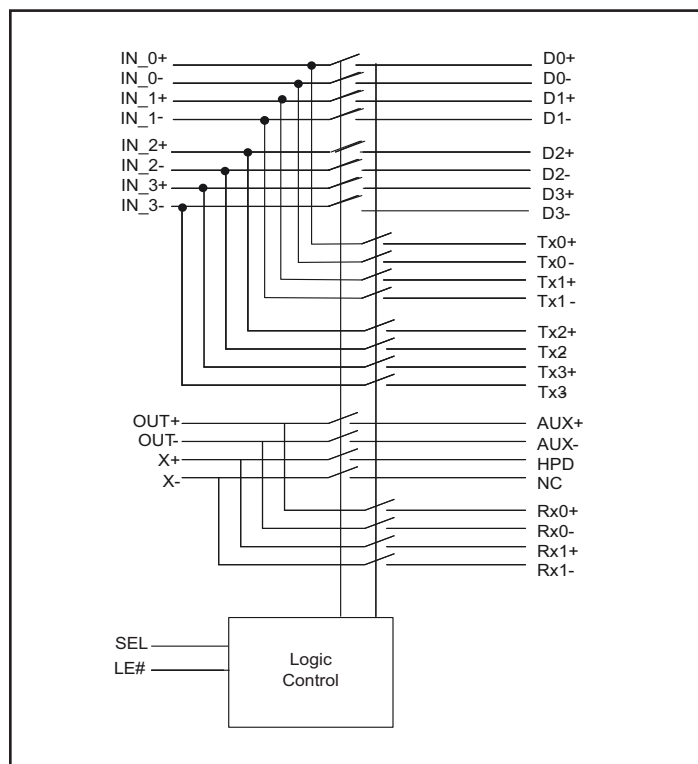 IN_0+
IN_0-
IN_1+
IN_1-
IN_2+
IN_2-
IN_3+
IN_3-
D0+
D0-
D1+
D1-
D2+
D2-
D3+
D3-
Tx0+
Tx0-
Tx1+
Tx1-
Tx2+
Tx2-
Tx3+
Tx3-
OUT+
OUT-
X+
X-
AUX+
AUX-
HPD
NC
Rx0+
Rx0-
Rx1+
Rx1-
SEL
LE#
Logic
Control